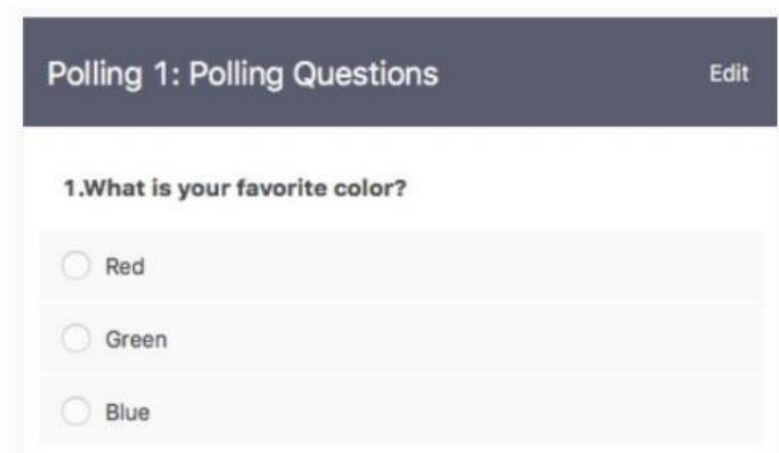 Polling 1: Polling Questions Edit
1.What is your favorite color?
Red
Green
Blue